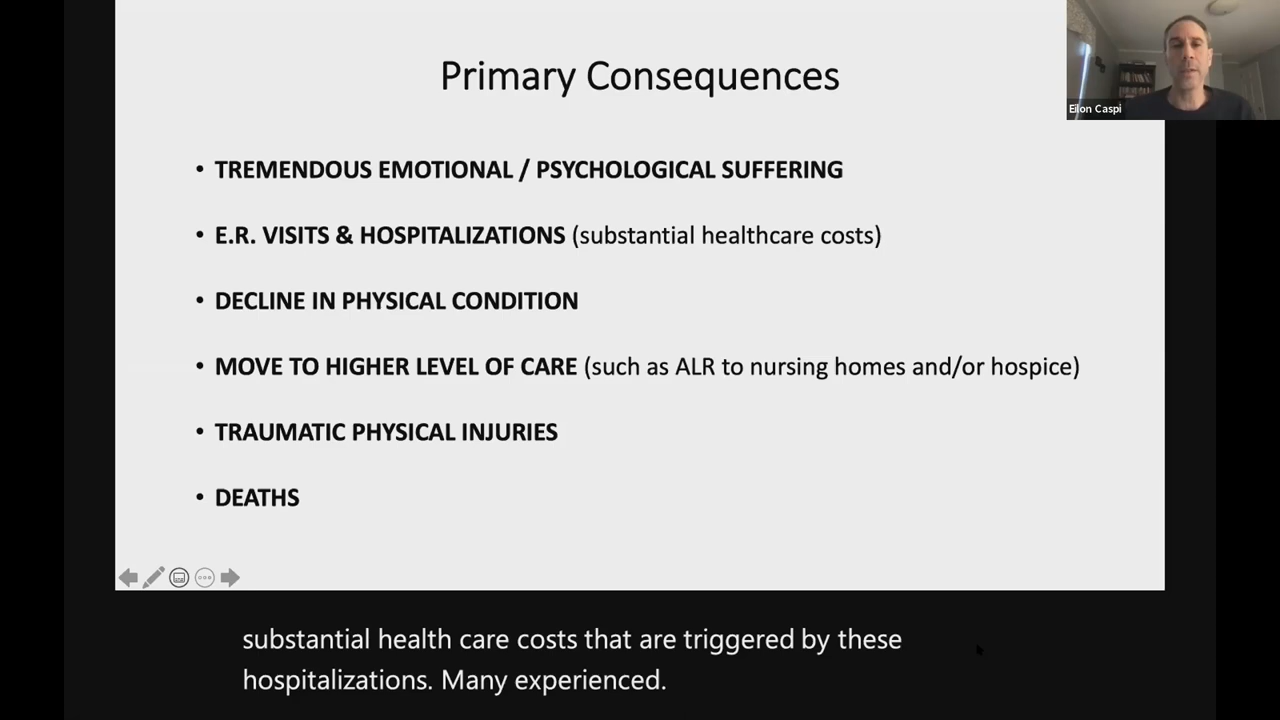 Primary Consequences
Eilon Caspi
• TREMENDOUS EMOTIONAL / PSYCHOLOGICAL SUFFERING
• E.R. VISITS & HOSPITALIZATIONS (substantial healthcare costs)
• DECLINE IN PHYSICAL CONDITION
• MOVE TO HIGHER LEVEL OF CARE (such as ALR to nursing homes and/or hospice)
• TRAUMATIC PHYSICAL INJURIES
• DEATHS
substantial health care costs that are triggered by these
hospitalizations. Many experienced.